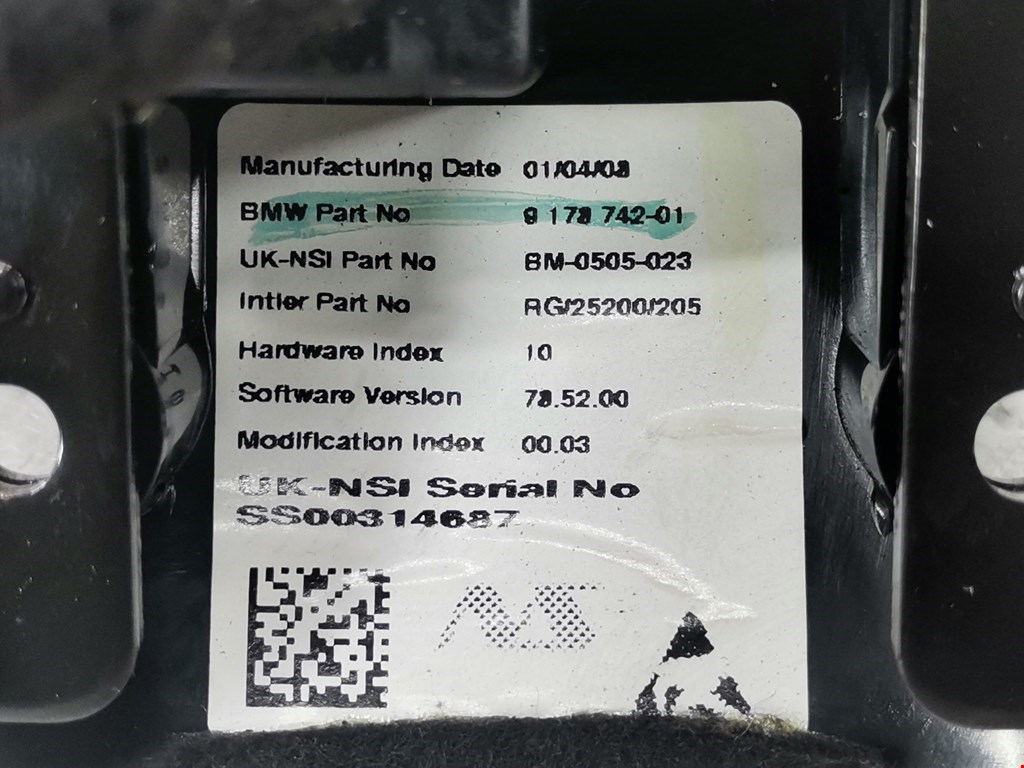 Manufacturing Date 01/04/08
BMW Part No 9 178 742-01
UK-NSI Part No BM-0505-023
Intier Part No RG/25200/205
Hardware Index 10
Software Version 78.52.00
Modification Index 00.03
UK-NSI Serial No
SS00314687